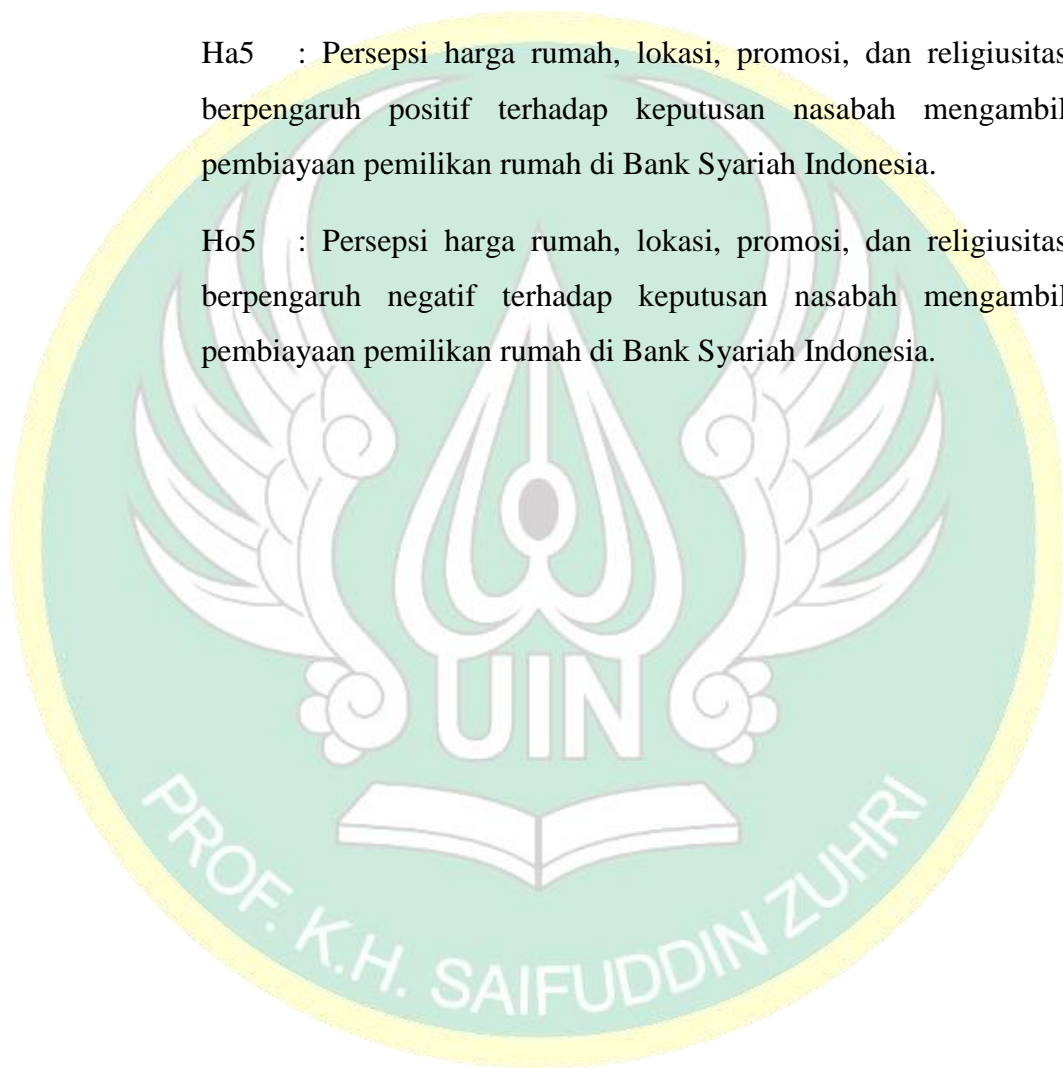 Ha5 : Persepsi harga rumah, lokasi, promosi, dan religiusitas
berpengaruh positif terhadap keputusan nasabah mengambil
pembiayaan pemilikan rumah di Bank Syariah Indonesia.
Ho5 : Persepsi harga rumah, lokasi, promosi, dan religiusitas
berpengaruh negatif terhadap keputusan nasabah mengambil
pembiayaan pemilikan rumah di Bank Syariah Indonesia.
UIN
PROF. K.H. SAIFUDDIN ZUHRI